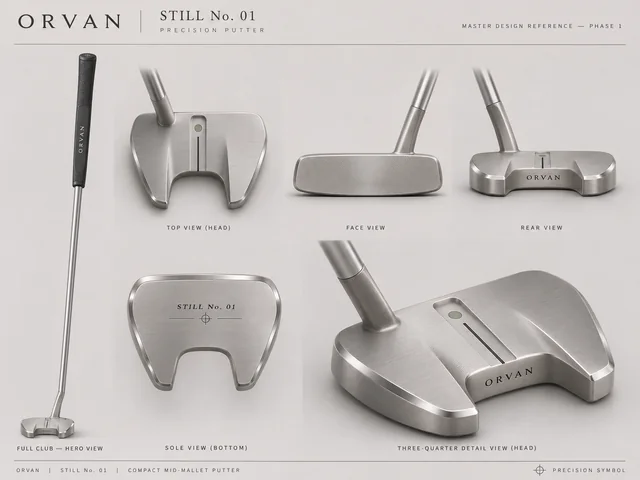 ORVAN
STILL No. 01
PRECISION PUTTER
MASTER DESIGN REFERENCE — PHASE 1
ORVAN
TOP VIEW (HEAD)
FACE VIEW
ORVAN
REAR VIEW
STILL No. 01
SOLE VIEW (BOTTOM)
ORVAN
THREE-QUARTER DETAIL VIEW (HEAD)
FULL CLUB — HERO VIEW
ORVAN | STILL No. 01 | COMPACT MID-MALLET PUTTER
PRECISION SYMBOL